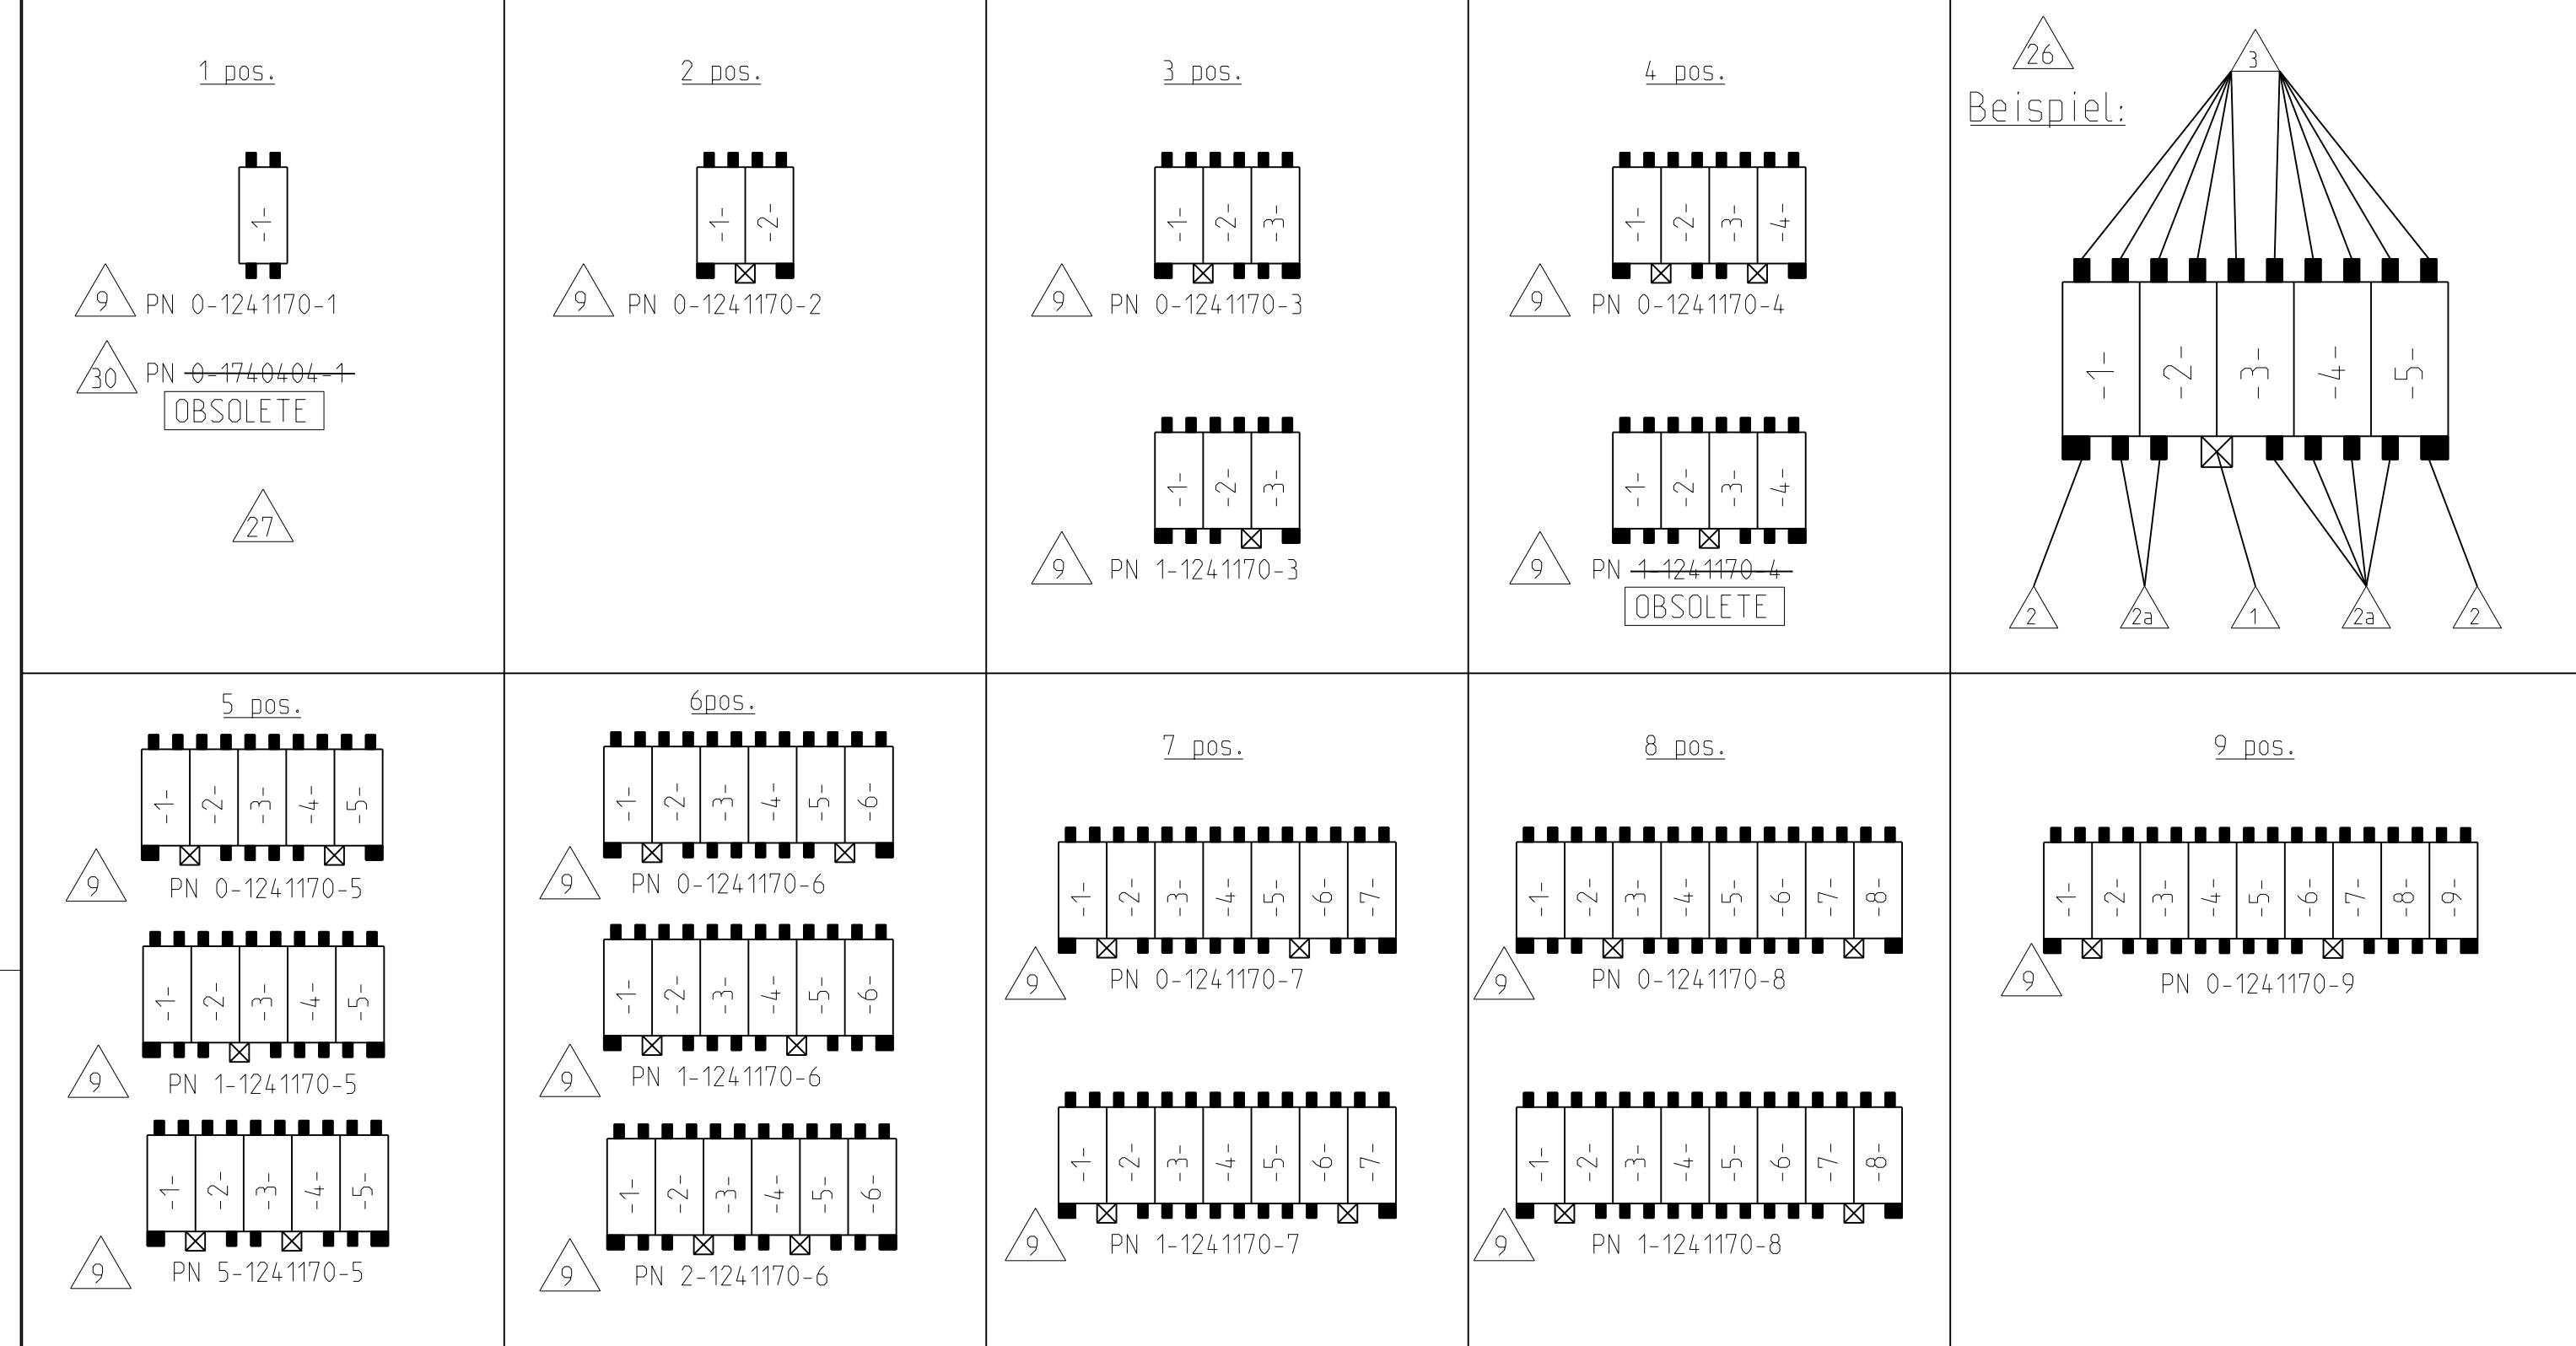 1 pos.
-1-
9 PN 0-1241170-1
30 PN 0-1740404-1
OBSOLETE
27
2 pos.
-1- -2-
9 PN 0-1241170-2
3 pos.
-1- -2- -3-
9 PN 0-1241170-3
-1- -2- -3-
9 PN 1-1241170-3
4 pos.
-1- -2- -3- -4-
9 PN 0-1241170-4
-1- -2- -3- -4-
9 PN 1-1241170-4
OBSOLETE
26
3
Beispiel:
-1- -2- -3- -4- -5-
2 2a 1 2a 2
5 pos.
-1- -2- -3- -4- -5-
9 PN 0-1241170-5
-1- -2- -3- -4- -5-
9 PN 1-1241170-5
-1- -2- -3- -4- -5-
9 PN 5-1241170-5
6pos.
-1- -2- -3- -4- -5- -6-
9 PN 0-1241170-6
-1- -2- -3- -4- -5- -6-
9 PN 1-1241170-6
-1- -2- -3- -4- -5- -6-
9 PN 2-1241170-6
7 pos.
-1- -2- -3- -4- -5- -6- -7-
9 PN 0-1241170-7
-1- -2- -3- -4- -5- -6- -7-
9 PN 1-1241170-7
8 pos.
-1- -2- -3- -4- -5- -6- -7- -8-
9 PN 0-1241170-8
-1- -2- -3- -4- -5- -6- -7- -8-
9 PN 1-1241170-8
9 pos.
-1- -2- -3- -4- -5- -6- -7- -8- -9-
9 PN 0-1241170-9